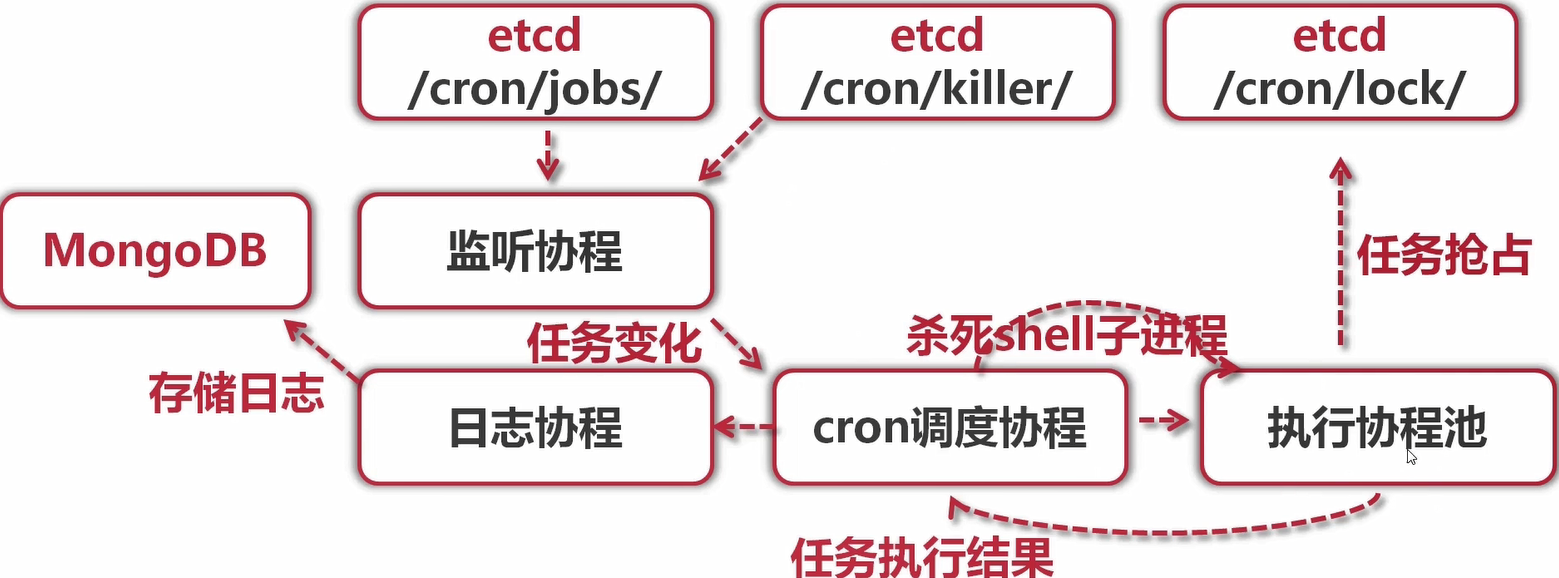 etcd
/cron/jobs/
etcd
/cron/killer/
etcd
/cron/lock/
MongoDB
监听协程
任务抢占
任务变化
杀死shell子进程
存储日志
日志协程
cron调度协程
执行协程池
任务执行结果